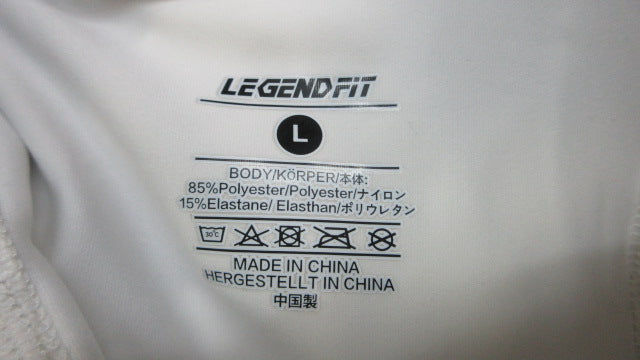 LEGENDFIT
L
BODY/KÖRPER/本体:
85%Polyester/Polyester/ナイロン
15%Elastane/ Elasthan/ポリウレタン
30°C
MADE IN CHINA
HERGESTELLT IN CHINA
中国製